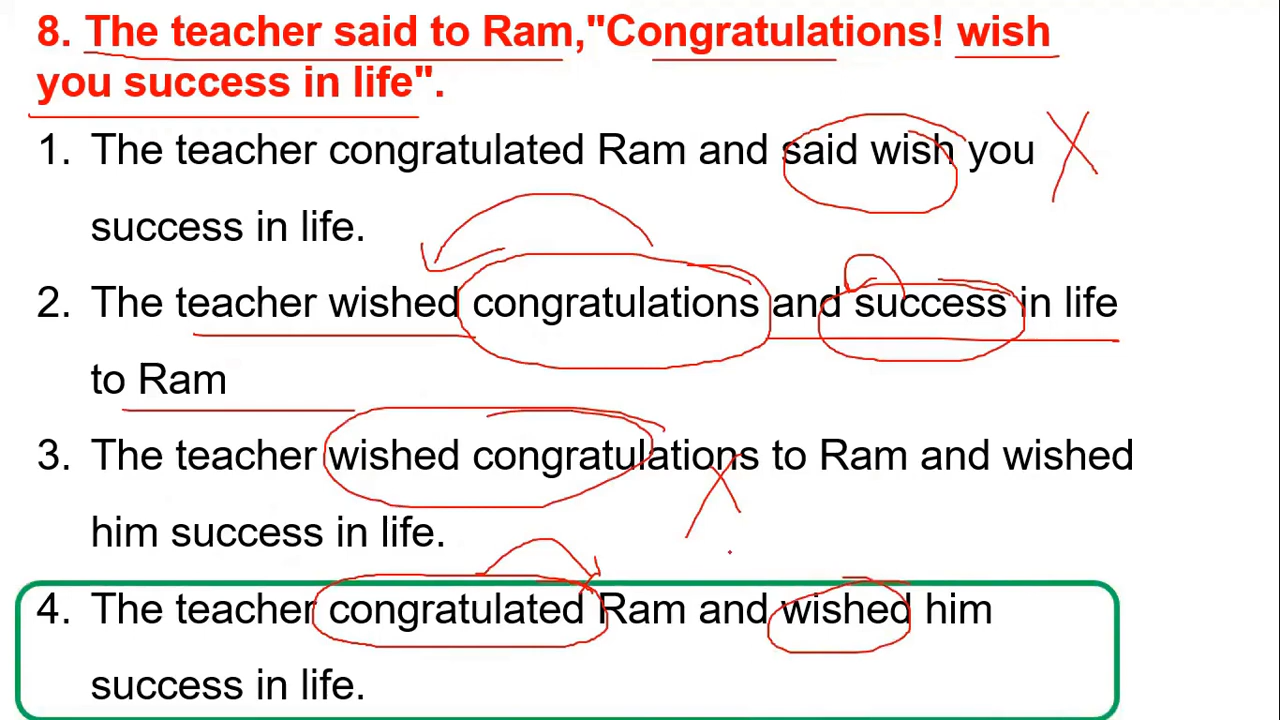 8. The teacher said to Ram,"Congratulations! wish
you success in life".
1. The teacher congratulated Ram and said wish you
success in life.
2. The teacher wished congratulations and success in life
to Ram
3. The teacher wished congratulations to Ram and wished
him success in life.
4. The teacher congratulated Ram and wished him
success in life.